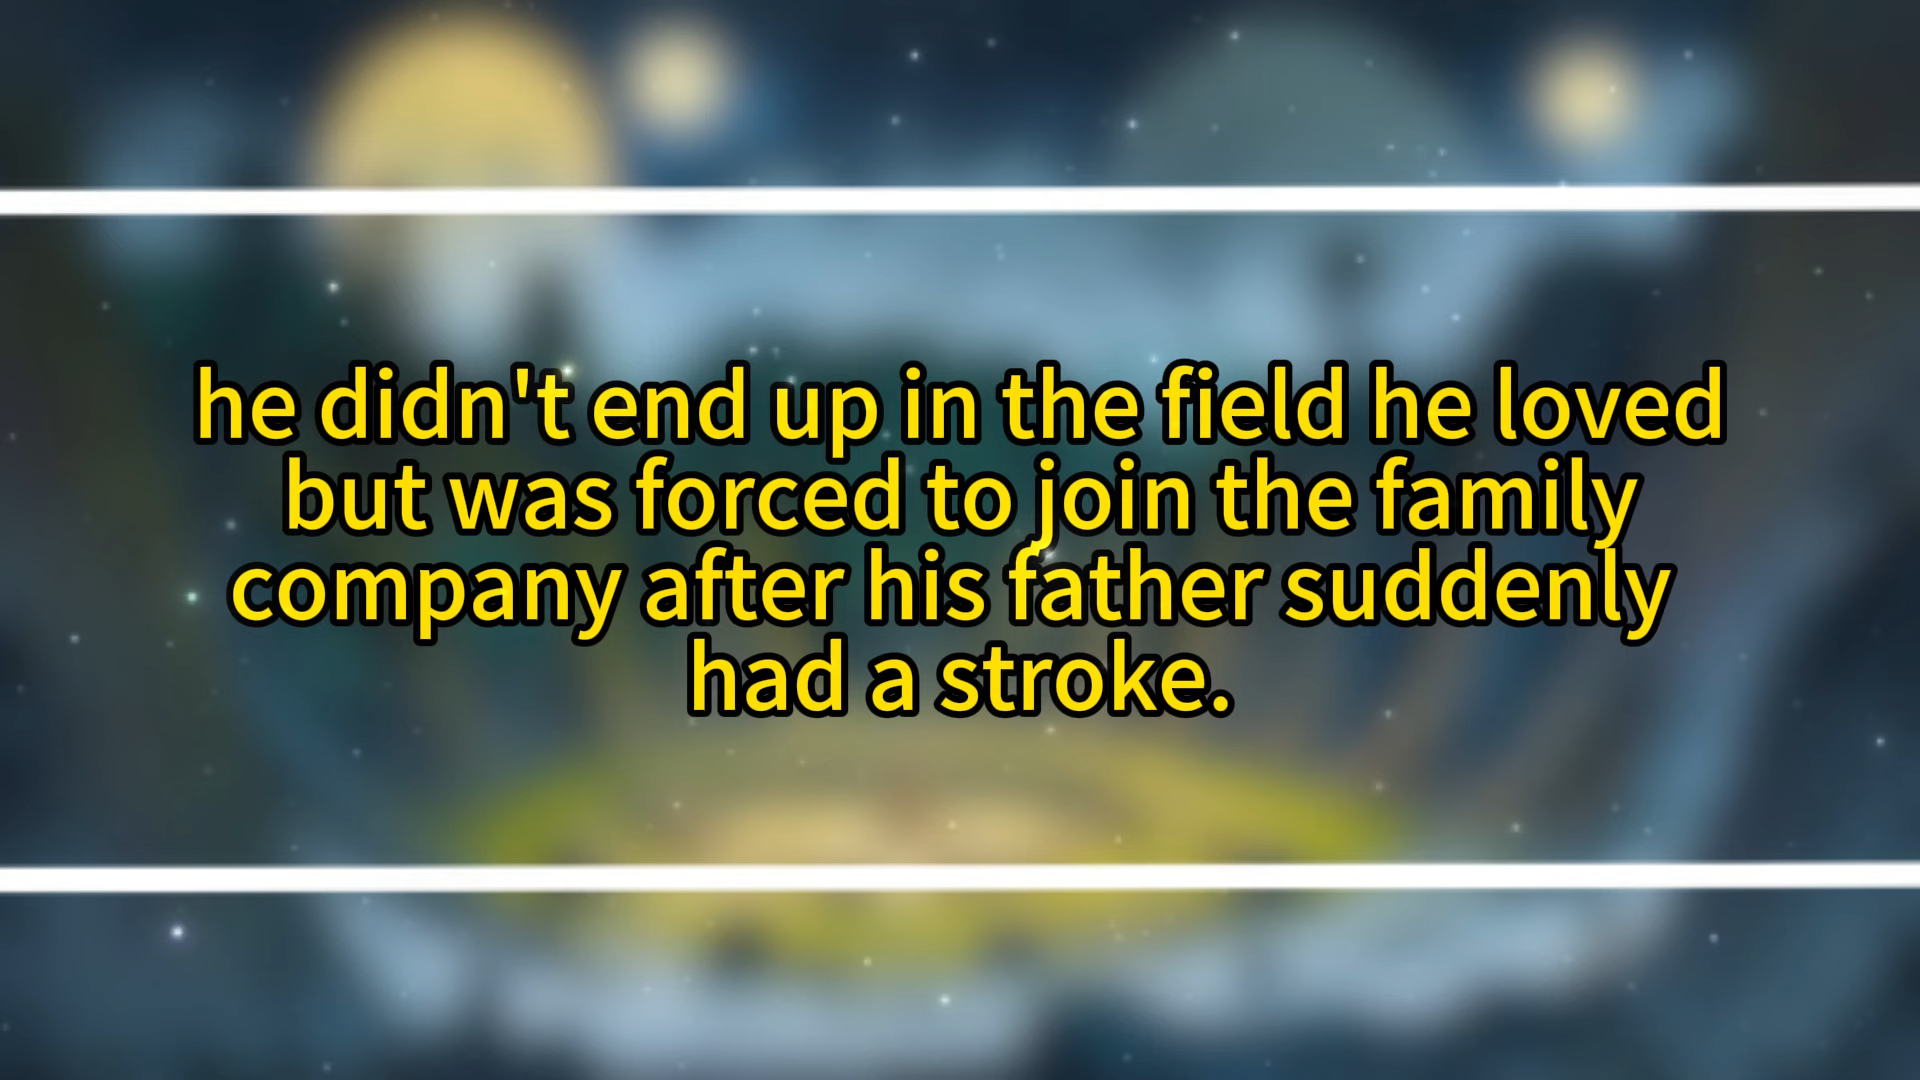 he didn't end up in the field he loved
but was forced to join the family
company after his father suddenly
had a stroke.